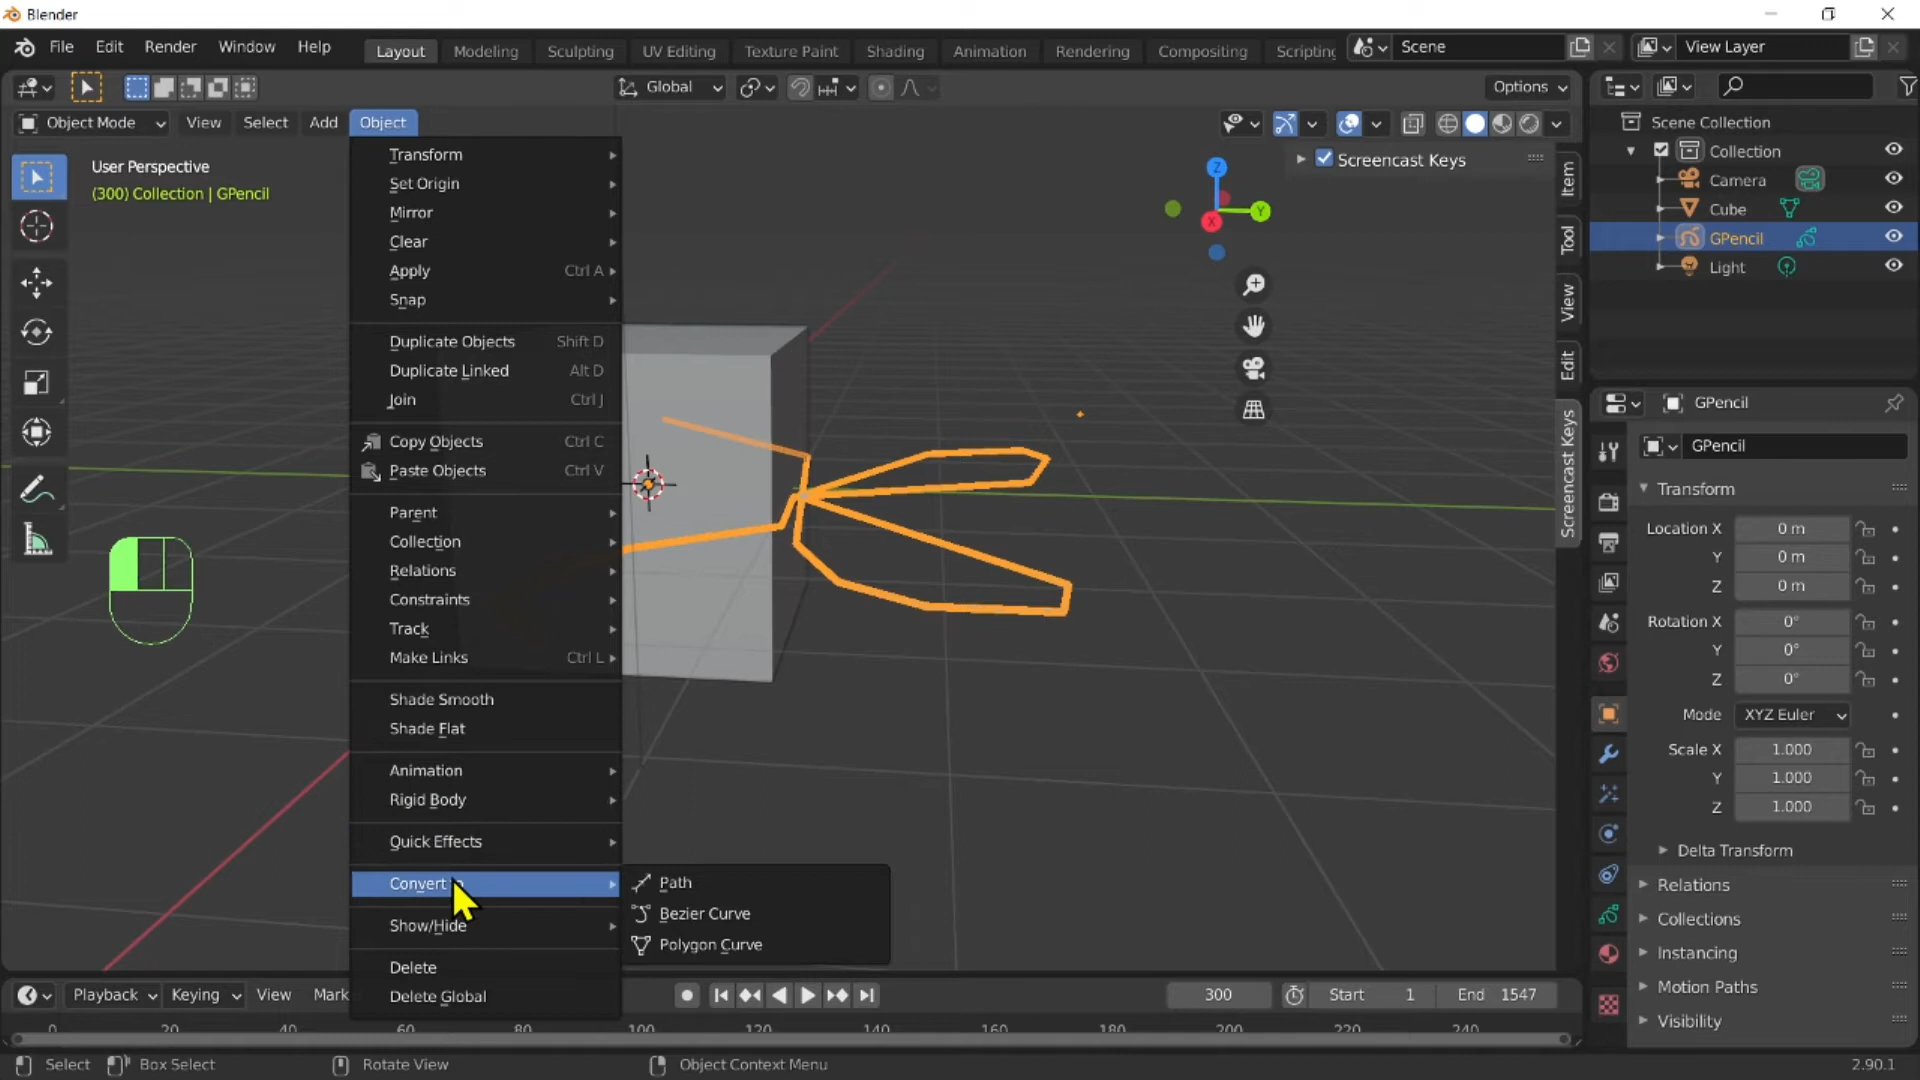 Blender
File Edit Render Window Help Layout Modeling Sculpting UV Editing Texture Paint Shading Animation Rendering Compositing Scripting Scene View Layer
Global Options
Object Mode View Select Add Object
User Perspective
(300) Collection | GPencil
Transform
Set Origin
Mirror
Clear
Apply Ctrl A
Snap
Duplicate Objects Shift D
Duplicate Linked Alt D
Join Ctrl J
Copy Objects Ctrl C
Paste Objects Ctrl V
Parent
Collection
Relations
Constraints
Track
Make Links Ctrl L
Shade Smooth
Shade Flat
Animation
Rigid Body
Quick Effects
Convert
Show/Hide
Delete
Delete Global
Path
Bezier Curve
Polygon Curve
Z
Y
X
Screencast Keys
Item
Tool
View
Edit
Screencast Keys
Scene Collection
Collection
Camera
Cube
GPencil
Light
GPencil
GPencil
Transform
Location X 0 m
Y 0 m
Z 0 m
Rotation X 0°
Y 0°
Z 0°
Mode XYZ Euler
Scale X 1.000
Y 1.000
Z 1.000
Delta Transform
Relations
Collections
Instancing
Motion Paths
Visibility
Playback Keying View Mark 300 Start 1 End 1547
0 20 40 60 80 100 120 140 160 180 200 220 240
Select Box Select Rotate View Object Context Menu 2.90.1